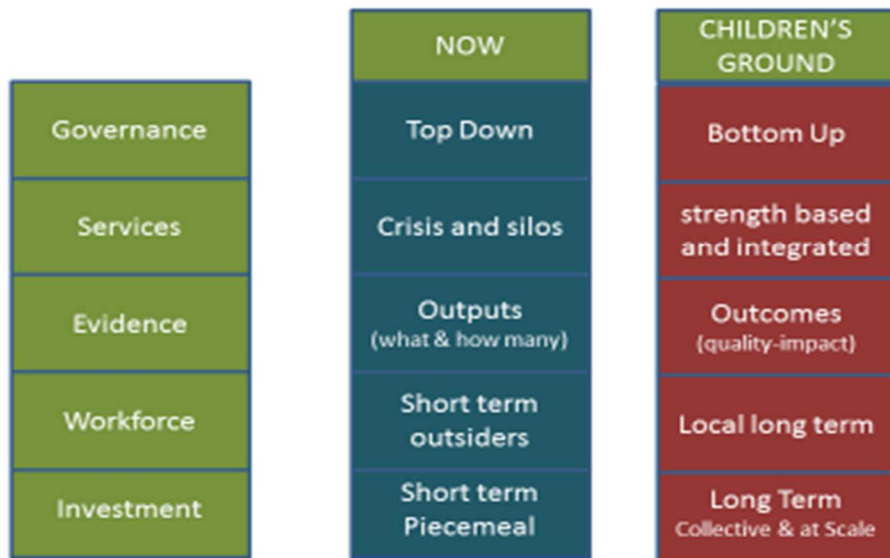 NOW
CHILDREN'S
GROUND
Governance
Top Down
Bottom Up
Services
Crisis and silos
strength based
and integrated
Evidence
Outputs
(what & how many)
Outcomes
(quality-impact)
Workforce
Short term
outsiders
Local long term
Investment
Short term
Piecemeal
Long Term
Collective & at Scale